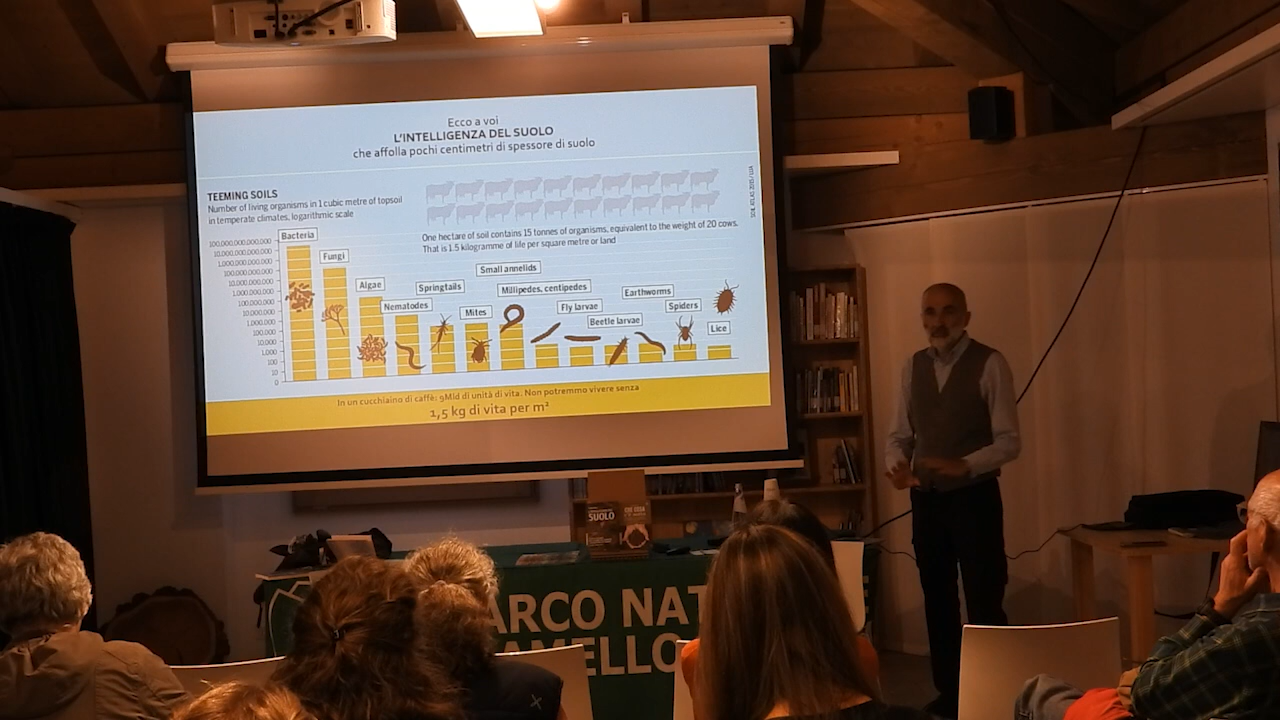 Ecco a voi
L'INTELLIGENZA DEL SUOLO
che affolla pochi centimetri di spessore di suolo
TEEMING SOILS
Number of living organisms in 1 cubic metre of topsoil
in temperate climates, logarithmic scale
SOIL ATLAS 2015 / LUA
One hectare of soil contains 15 tonnes of organisms, equivalent to the weight of 20 cows.
That is 1.5 kilogramme of life per square metre or land
100,000,000,000,000
10,000,000,000,000
1,000,000,000,000
100,000,000,000
10,000,000,000
1,000,000,000
100,000,000
10,000,000
1,000,000
100,000
10,000
1,000
100
10
0
Bacteria
Fungi
Algae
Nematodes
Springtails
Mites
Small annelids
Millipedes, centipedes
Fly larvae
Beetle larvae
Earthworms
Spiders
Lice
In un cucchiaino di caffè: 9Mld di unità di vita. Non potremmo vivere senza
1,5 kg di vita per m²
SUOLO
CHE COSA
ARCO NAT
AMELLO